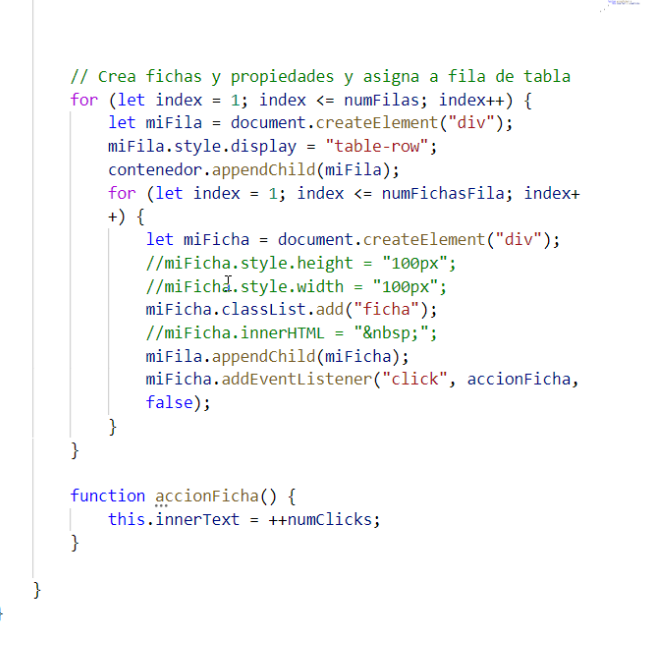 // Crea fichas y propiedades y asigna a fila de tabla
for (let index = 1; index <= numFilas; index++) {
let miFila = document.createElement("div");
miFila.style.display = "table-row";
contenedor.appendChild(miFila);
for (let index = 1; index <= numFichasFila; index+
+) {
let miFicha = document.createElement("div");
//miFicha.style.height = "100px";
//miFicha.style.width = "100px";
miFicha.classList.add("ficha");
//miFicha.innerHTML = "&nbsp;";
miFila.appendChild(miFicha);
miFicha.addEventListener("click", accionFicha,
false);
}
}
function accionFicha() {
this.innerText = ++numClicks;
}
}
}